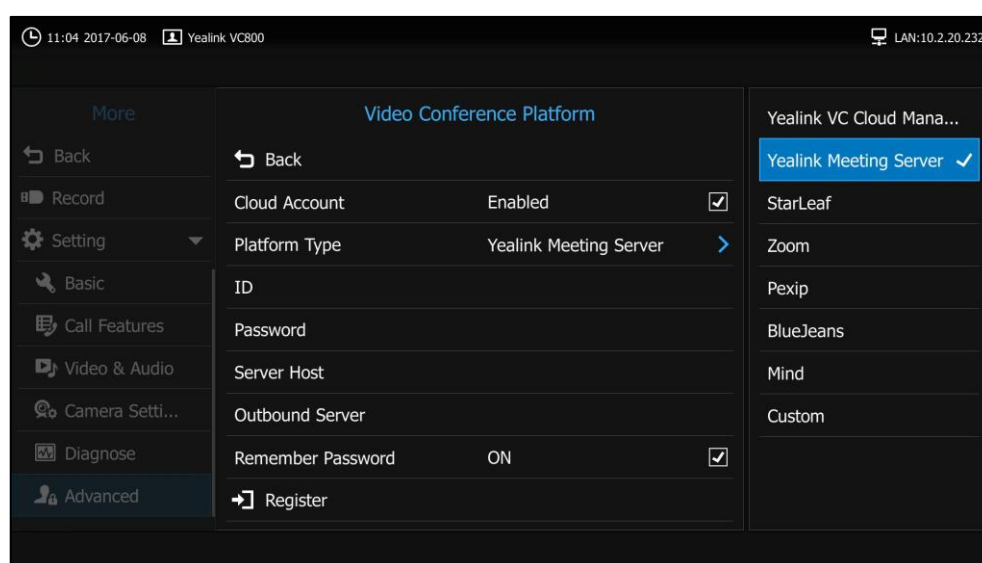 11:04 2017-06-08 Yealink VC800 LAN:10.2.20.232
More
Back
Record
Setting
Basic
Call Features
Video & Audio
Camera Setti...
Diagnose
Advanced
Video Conference Platform
Back
Cloud Account Enabled
Platform Type Yealink Meeting Server
ID
Password
Server Host
Outbound Server
Remember Password ON
Register
Yealink VC Cloud Mana...
Yealink Meeting Server
StarLeaf
Zoom
Pexip
BlueJeans
Mind
Custom